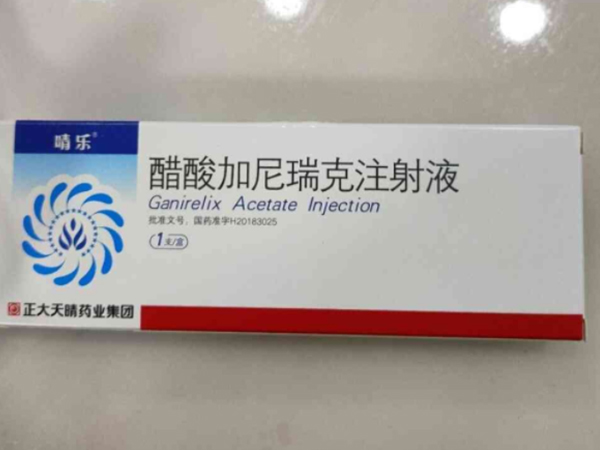 晴乐®
醋酸加尼瑞克注射液
Ganirelix Acetate Injection
批准文号：国药准字H20183025
1支/盒
正大天晴药业集团